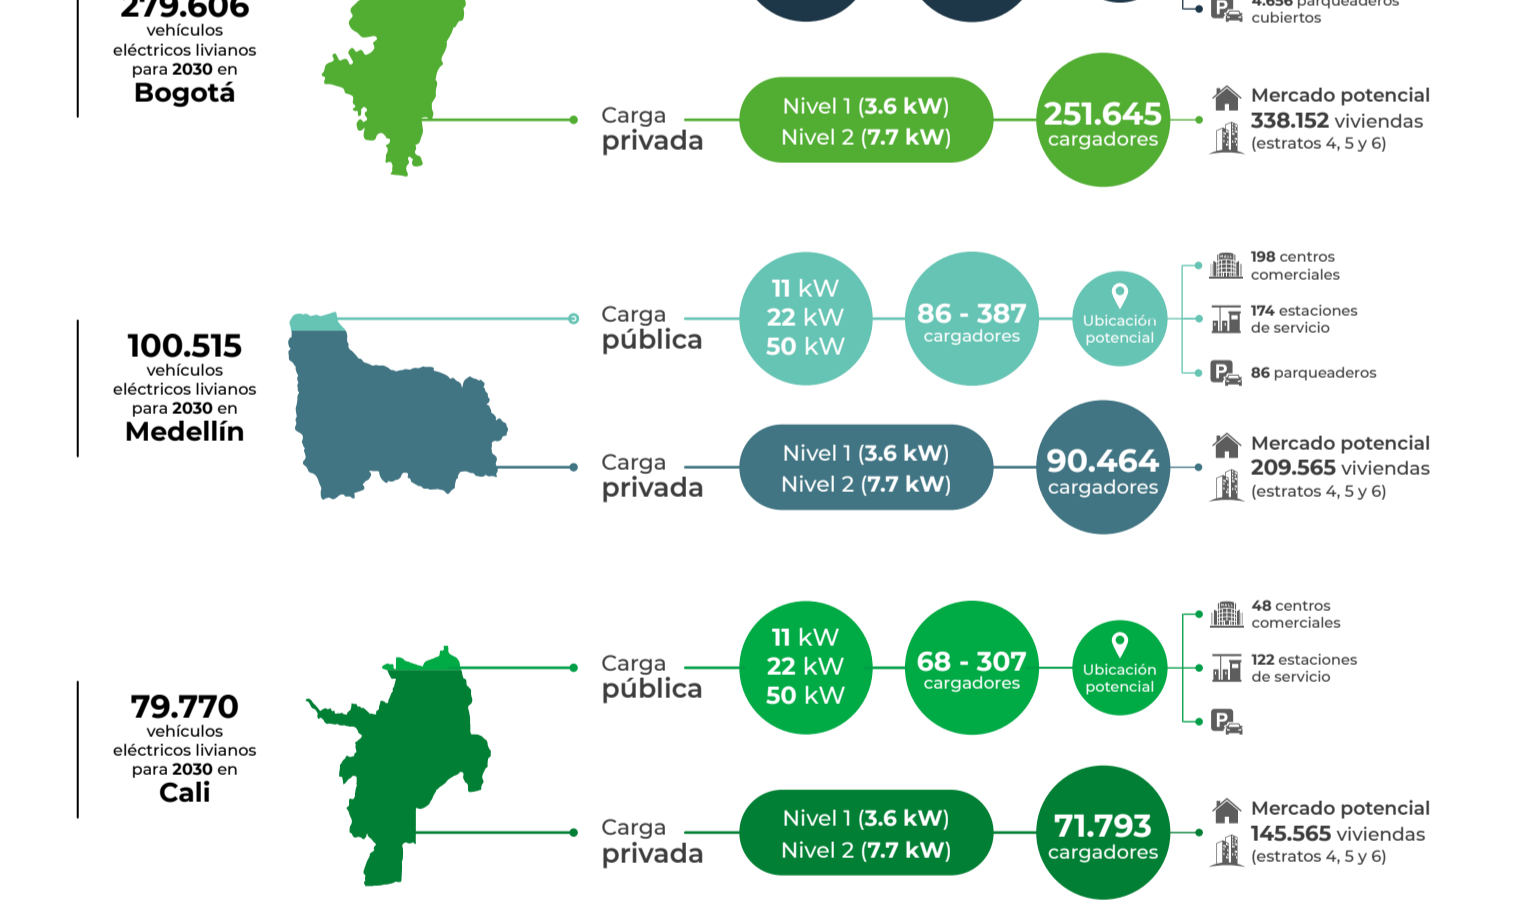 279.606
vehículos
eléctricos livianos
para 2030 en
Bogotá
4.656 parqueaderos
cubiertos
Carga
privada
Nivel 1 (3.6 kW)
Nivel 2 (7.7 kW)
251.645
cargadores
Mercado potencial
338.152 viviendas
(estratos 4, 5 y 6)
100.515
vehículos
eléctricos livianos
para 2030 en
Medellín
Carga
pública
11 kW
22 kW
50 kW
86 - 387
cargadores
Ubicación
potencial
198 centros
comerciales
174 estaciones
de servicio
P
86 parqueaderos
Carga
privada
Nivel 1 (3.6 kW)
Nivel 2 (7.7 kW)
90.464
cargadores
Mercado potencial
209.565 viviendas
(estratos 4, 5 y 6)
79.770
vehículos
eléctricos livianos
para 2030 en
Cali
Carga
pública
11 kW
22 kW
50 kW
68 - 307
cargadores
Ubicación
potencial
48 centros
comerciales
122 estaciones
de servicio
P
Carga
privada
Nivel 1 (3.6 kW)
Nivel 2 (7.7 kW)
71.793
cargadores
Mercado potencial
145.565 viviendas
(estratos 4, 5 y 6)